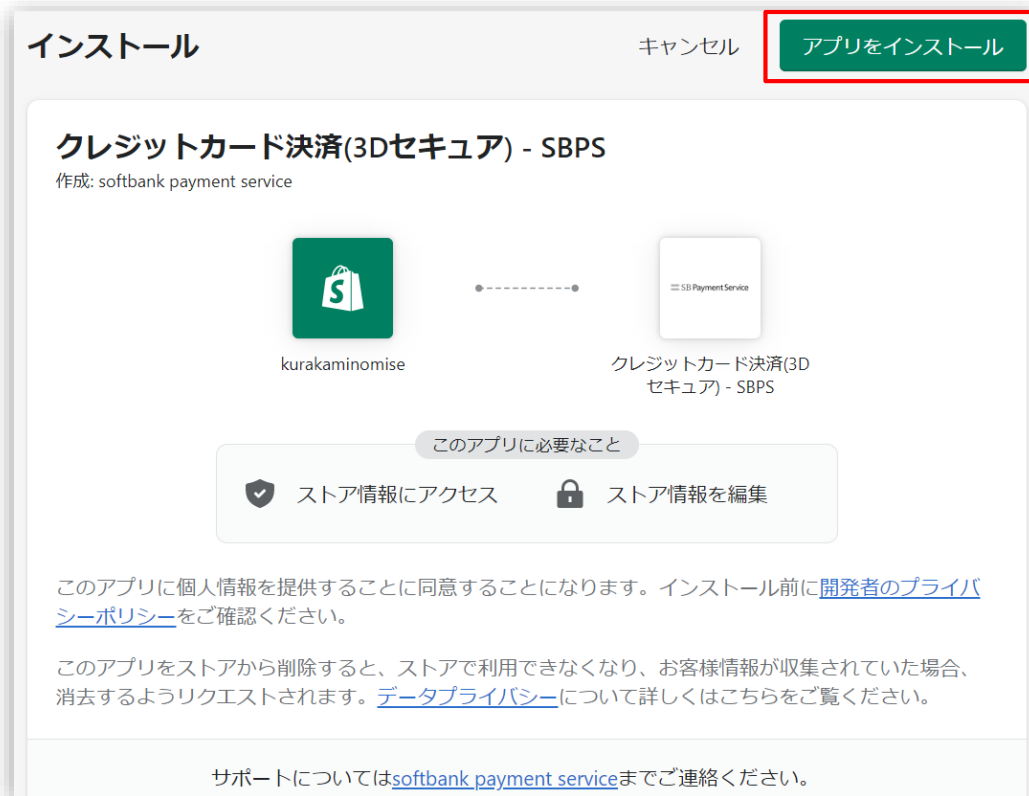 インストール
キャンセル
アプリをインストール
クレジットカード決済(3Dセキュア) - SBPS
作成: softbank payment service
S
SB Payment Service
kurakaminomise
クレジットカード決済(3D
セキュア) - SBPS
このアプリに必要なこと
ストア情報にアクセス
ストア情報を編集
このアプリに個人情報を提供することに同意することになります。インストール前に開発者のプライバ
シーポリシーをご確認ください。
このアプリをストアから削除すると、ストアで利用できなくなり、お客様情報が収集されていた場合、
消去するようリクエストされます。データプライバシーについて詳しくはこちらをご覧ください。
サポートについてはsoftbank payment serviceまでご連絡ください。